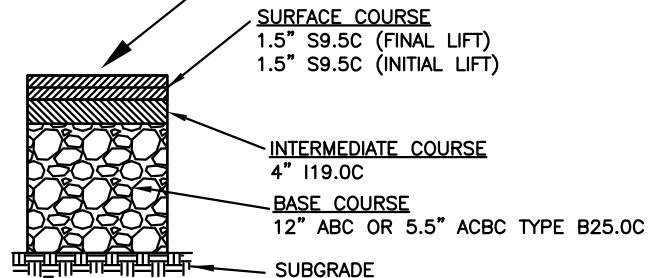 SURFACE COURSE
1.5" S9.5C (FINAL LIFT)
1.5" S9.5C (INITIAL LIFT)
INTERMEDIATE COURSE
4" I19.0C
BASE COURSE
12" ABC OR 5.5" ACBC TYPE B25.0C
SUBGRADE